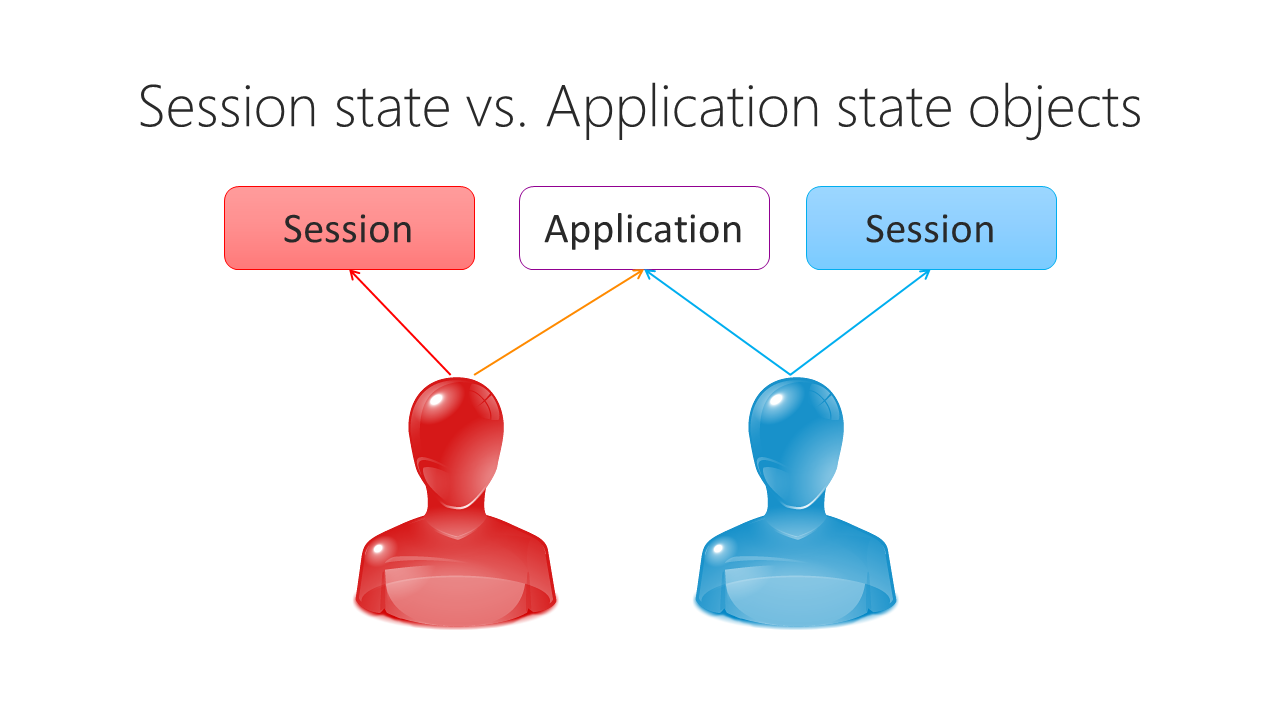 Session state vs. Application state objects
Session
Application
Session